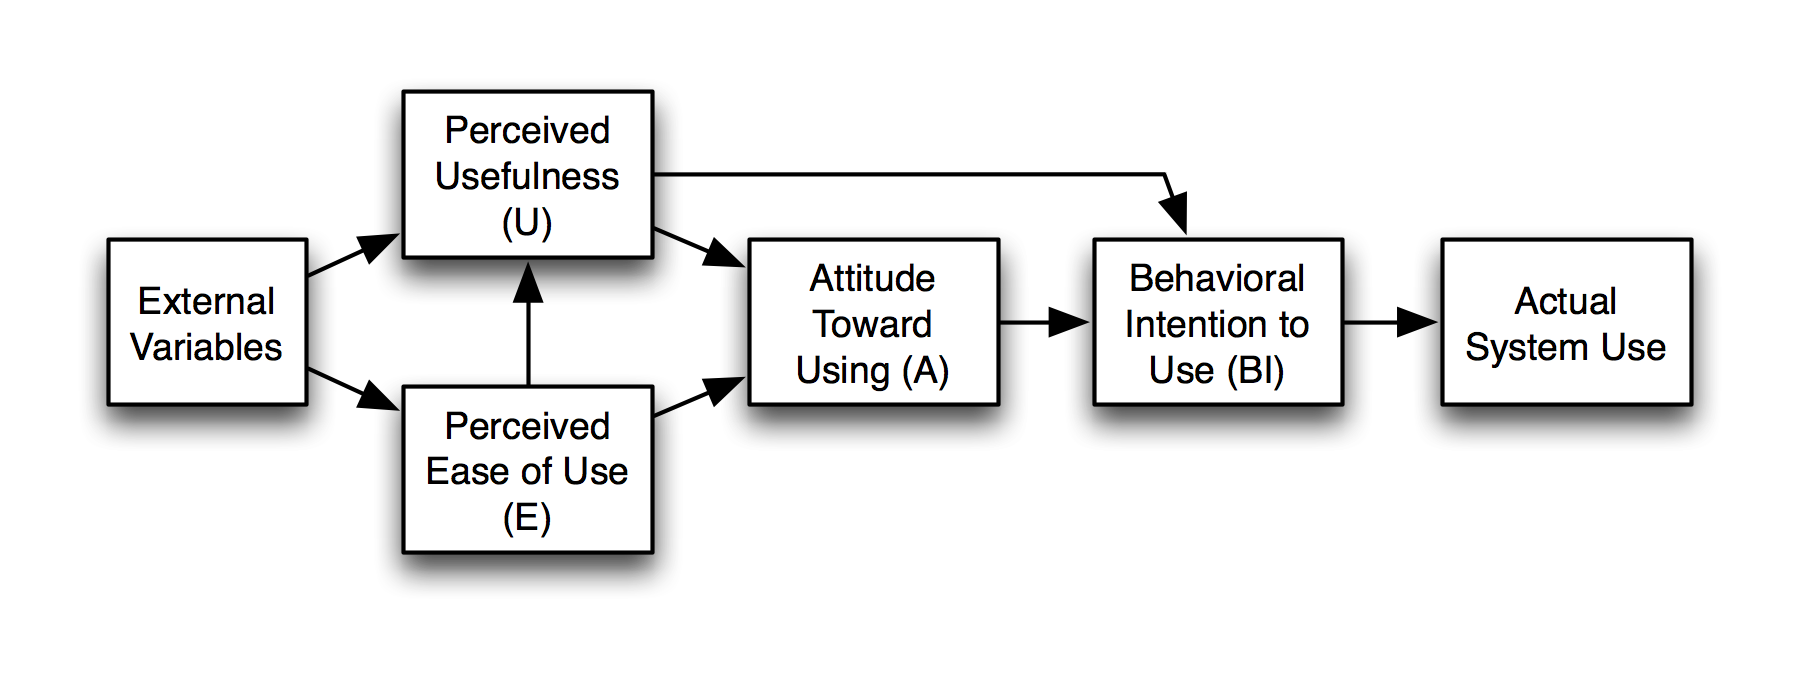 External
Variables
Perceived
Usefulness
(U)
Perceived
Ease of Use
(E)
Attitude
Toward
Using (A)
Behavioral
Intention to
Use (BI)
Actual
System Use